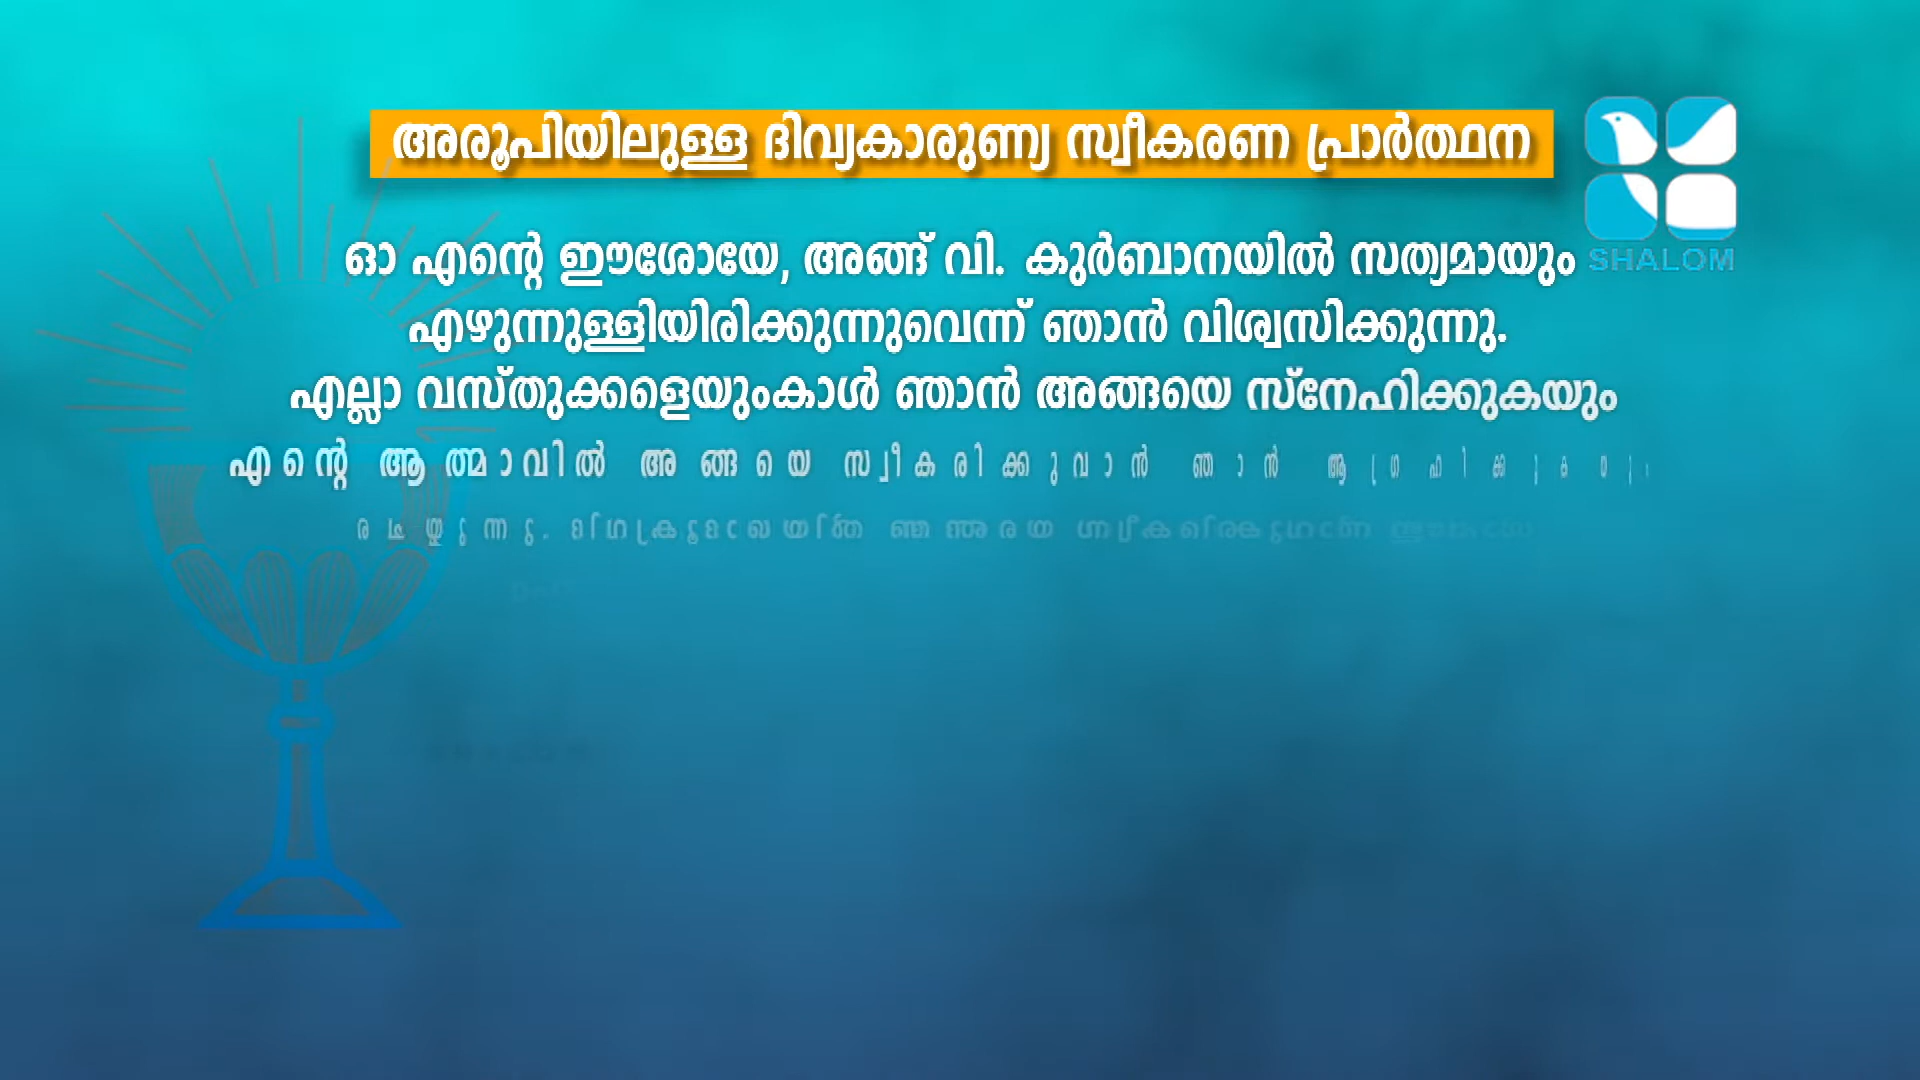 അരൂപിയിലുള്ള ദിവ്യകാരുണ്യ സ്വീകരണ പ്രാർത്ഥന
ഓ എന്റെ ഈശോയേ, അങ്ങ് വി. കുർബാനയിൽ സത്യമായും
SHALOM
എഴുന്നുള്ളിയിരിക്കുന്നുവെന്ന് ഞാൻ വിശ്വസിക്കുന്നു.
എല്ലാ വസ്തുക്കളെയുംകാൾ ഞാൻ അങ്ങയെ സ്നേഹിക്കുകയും
എന്റെ ആത്മാവിൽ അങ്ങയെ സ്വീകരിക്കുവാൻ ഞാൻ